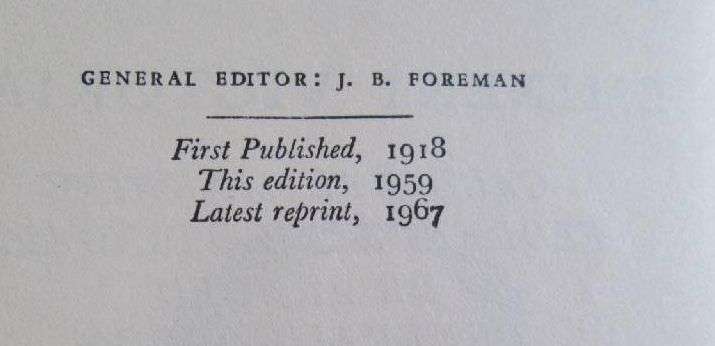 GENERAL EDITOR: J. B. FOREMAN
First Published, 1918
This edition, 1959
Latest reprint, 1967